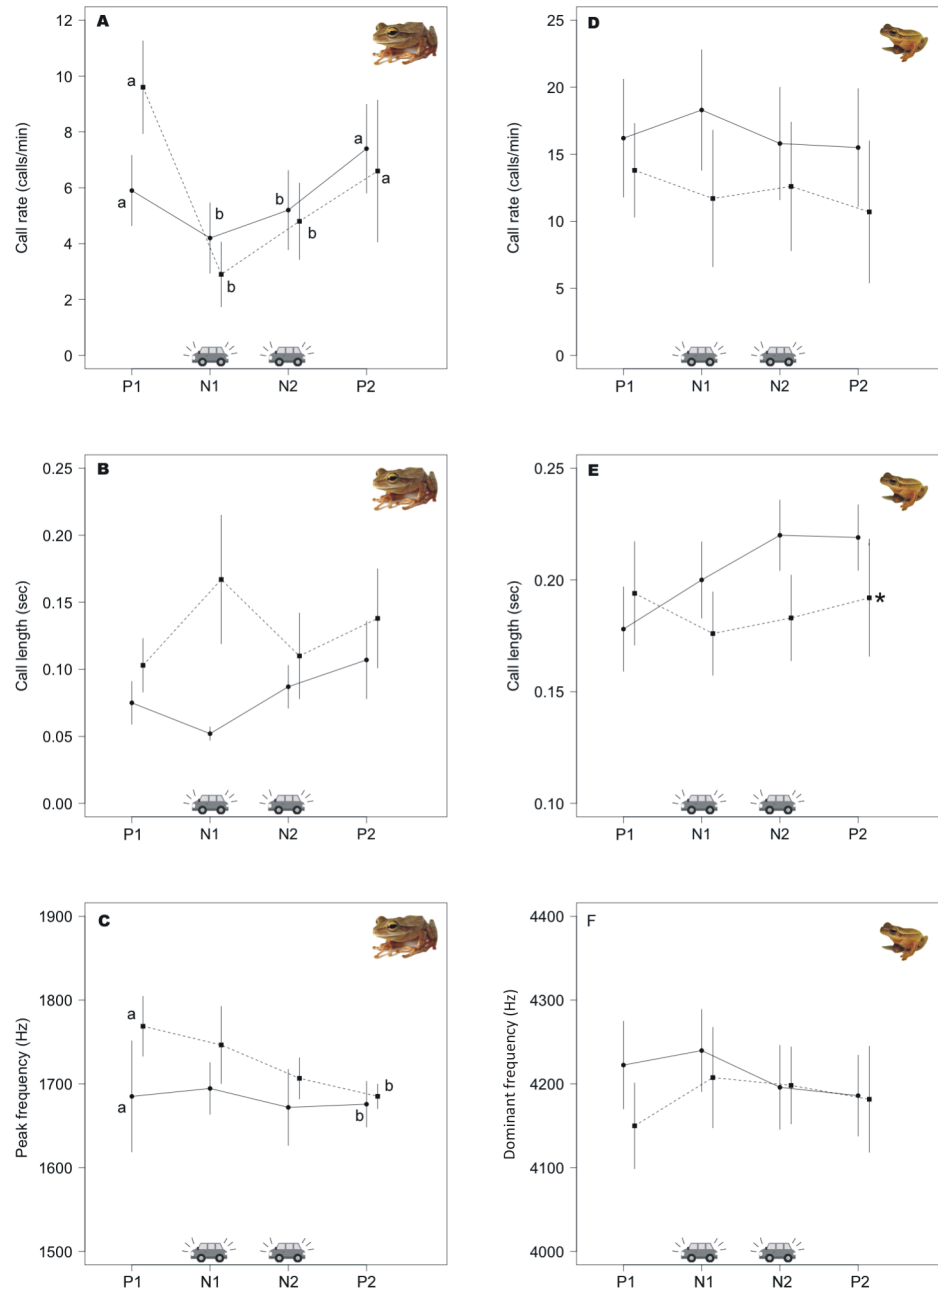 A
D
Call rate (calls/min)
12
10
8
6
4
2
0
a
a
b
b
b
b
a
a
P1 N1 N2 P2
Call rate (calls/min)
25
20
15
10
5
0
P1 N1 N2 P2
B
E
Call length (sec)
0.25
0.20
0.15
0.10
0.05
0.00
P1 N1 N2 P2
Call length (sec)
0.25
0.20
0.15
0.10
*
P1 N1 N2 P2
C
F
Peak frequency (Hz)
1900
1800
1700
1600
1500
a
a
b
b
P1 N1 N2 P2
Dominant frequency (Hz)
4400
4300
4200
4100
4000
P1 N1 N2 P2